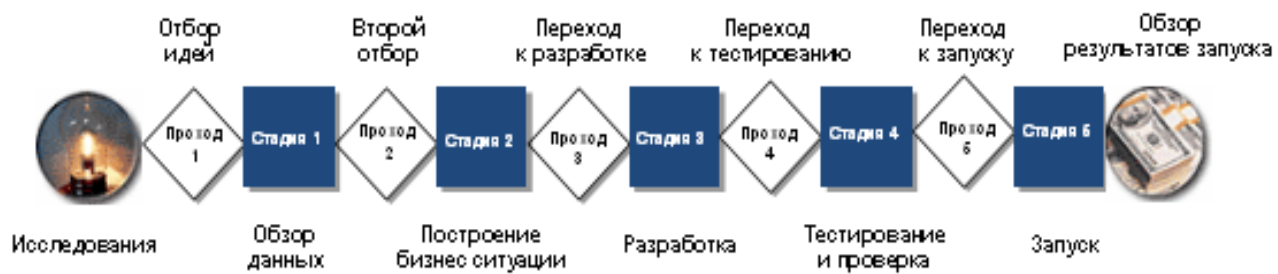 Отбор
идей
Второй
отбор
Переход
к разработке
Переход
к тестированию
Переход
к запуску
Обзор
результатов запуска
Проход
1
Стадия 1
Проход
2
Стадия 2
Проход
3
Стадия 3
Проход
4
Стадия 4
Проход
5
Стадия 5
Исследования
Обзор
данных
Построение
бизнес ситуации
Разработка
Тестирование
и проверка
Запуск